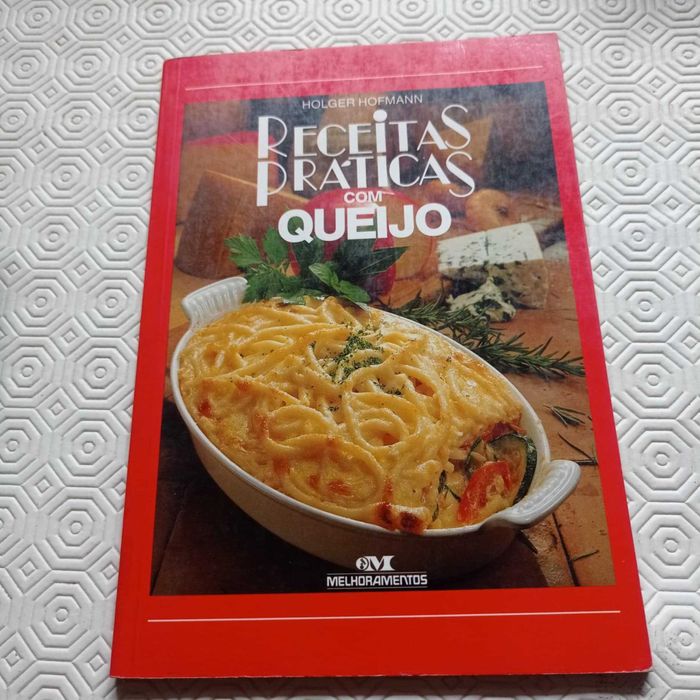 HOLGER HOFMANN
RECEITAS
PRÁTICAS
COM
QUEIJO
MELHORAMENTOS